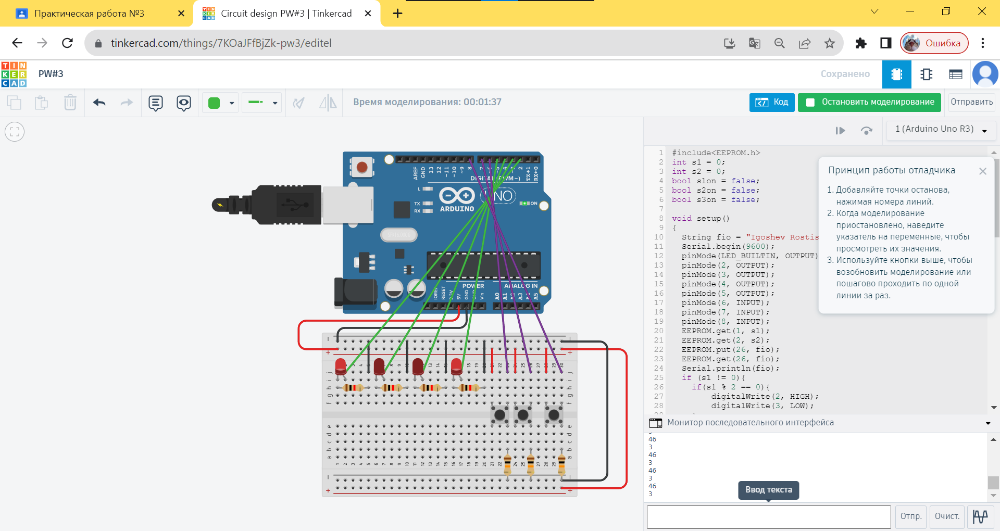 Практическая работа №3
Circuit design PW#3 | Tinkercad
tinkercad.com/things/7KOaJFfBjZk-pw3/editel
Ошибка
TIN
KER
CAD
PW#3
Сохранено
Время моделирования: 00:01:37
Код
Остановить моделирование
Отправить
1 (Arduino Uno R3)
AREF
GND
13
12
~11
~10
~9
8
7
2
TX→1
RX←0
DIGITAL (PWM~)
L
TX
RX
ARDUINO
UNO
ON
POWER
ANALOG IN
IOREF
RESET
3.3V
5V
GND
Vin
A0
A1
A3
A5
1 #include<EEPROM.h>
2 int s1 = 0;
3 int s2 = 0;
4 bool s1on = false;
5 bool s2on = false;
6 bool s3on = false;
7
8 void setup()
9 {
10 String fio = "Igoshev Rostis
11 Serial.begin(9600);
12 pinMode(LED_BUILTIN, OUTPUT)
13 pinMode(2, OUTPUT);
14 pinMode(3, OUTPUT);
15 pinMode(4, OUTPUT);
16 pinMode(5, OUTPUT);
17 pinMode(6, INPUT);
18 pinMode(7, INPUT);
19 pinMode(8, INPUT);
20 EEPROM.get(1, s1);
21 EEPROM.get(2, s2);
22 EEPROM.put(26, fio);
23 EEPROM.get(26, fio);
24 Serial.println(fio);
25 if (s1 != 0){
26 if(s1 % 2 == 0){
27 digitalWrite(2, HIGH);
28 digitalWrite(3, LOW);
Принцип работы отладчика
1. Добавляйте точки останова,
нажимая номера линий.
2. Когда моделирование
приостановлено, наведите
указатель на переменные, чтобы
просмотреть их значения.
3. Используйте кнопки выше, чтобы
возобновить моделирование или
пошагово проходить по одной
линии за раз.
Монитор последовательного интерфейса
46
3
46
3
46
3
46
3
Ввод текста
Отпр.
Очист.